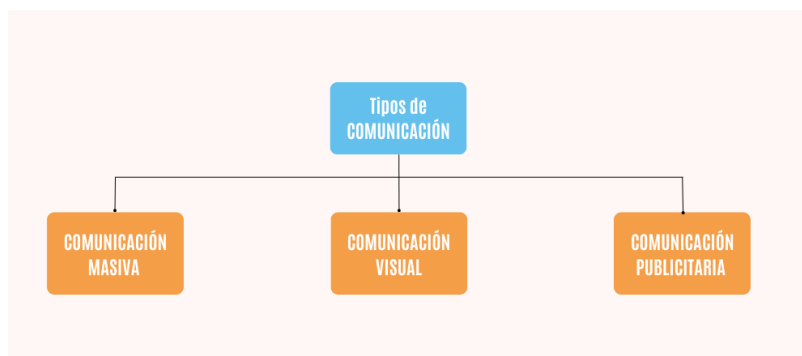 Tipos de
COMUNICACIÓN
COMUNICACIÓN
MASIVA
COMUNICACIÓN
VISUAL
COMUNICACIÓN
PUBLICITARIA